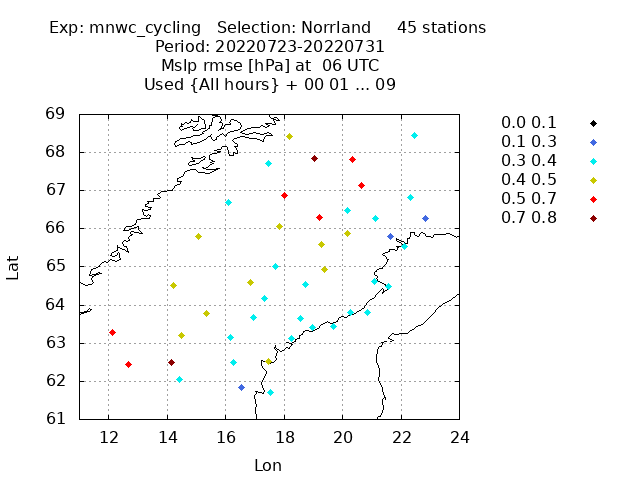 Exp: mnwc_cycling   Selection: Norrland     45 stations
Period: 20220723-20220731
Mslp rmse [hPa] at  06 UTC
Used {All hours} + 00 01 ... 09
69
68
67
66
65
64
63
62
61
Lat
12 14 16 18 20 22 24
Lon
0.0 0.1
0.1 0.3
0.3 0.4
0.4 0.5
0.5 0.7
0.7 0.8